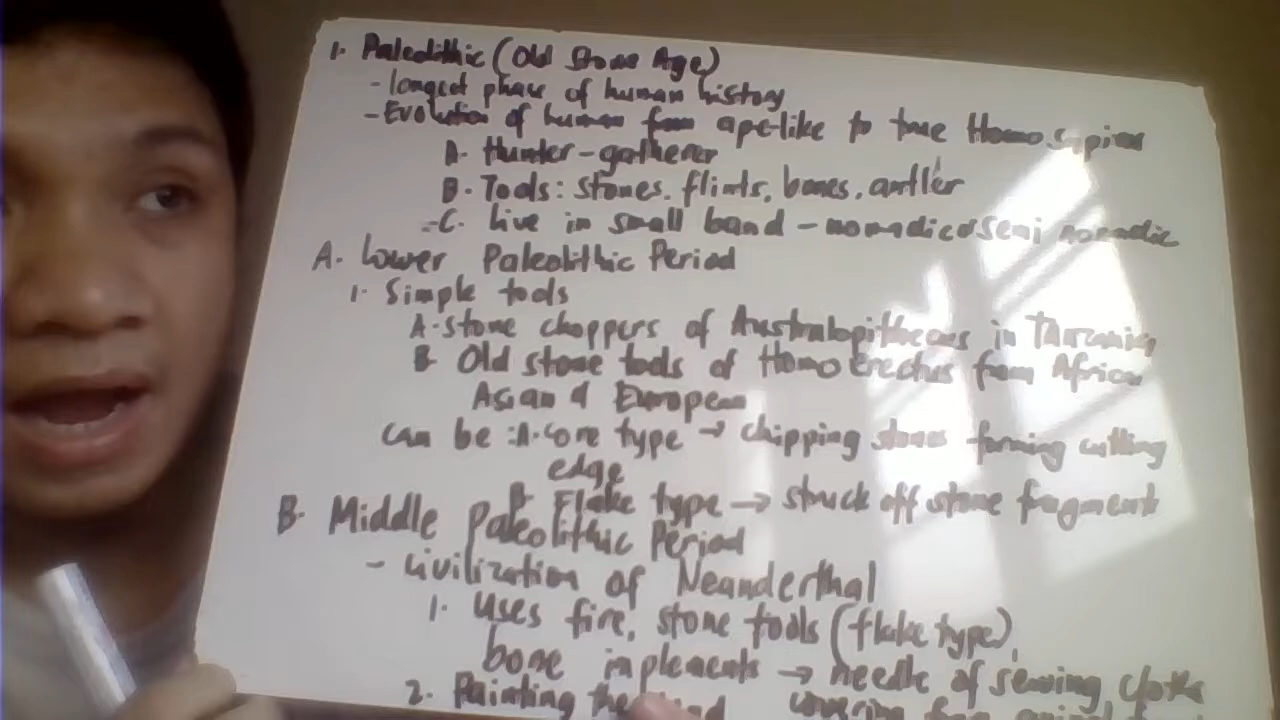 1. Paleolithic (Old Stone Age)
- longest phase of human history
- Evolution of human from ape-like to true Homo sapiens
A. Hunter-gatherer
B. Tools: stones, flints, bones, antler
C. live in small band - nomadic or semi nomadic
A. Lower Paleolithic Period
1. Simple tools
A. stone choppers of Australopithecus in Tanzania
B. Old stone tools of Homo Erectus from Africa
Asian d European
can be : A. core type → chipping stones forming cutting
edge
B. Flake type → struck off stone fragments
B. Middle Paleolithic Period
- civilization of Neanderthal
1. uses fire, stone tools (flake type),
bone implements → needle of sewing cloths
2. Painting the